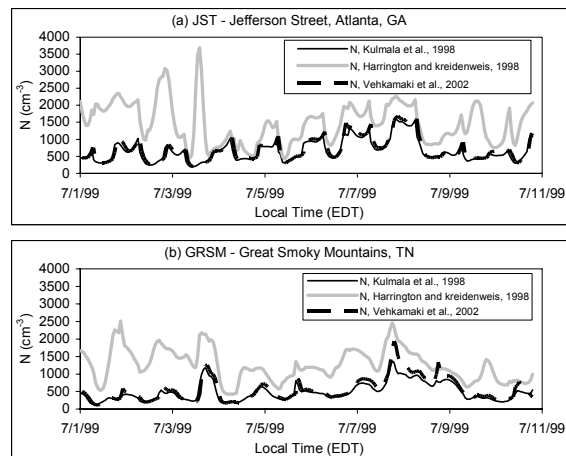 (a) JST - Jefferson Street, Atlanta, GA
N, Kulmala et al., 1998
N, Harrington and kreidenweis, 1998
N, Vehkamaki et al., 2002
N (cm-3)
4000
3500
3000
2500
2000
1500
1000
500
0
7/1/99 7/3/99 7/5/99 7/7/99 7/9/99 7/11/99
Local Time (EDT)
(b) GRSM - Great Smoky Mountains, TN
N, Kulmala et al., 1998
N, Harrington and kreidenweis, 1998
N, Vehkamaki et al., 2002
N (cm-3)
4000
3500
3000
2500
2000
1500
1000
500
0
7/1/99 7/3/99 7/5/99 7/7/99 7/9/99 7/11/99
Local Time (EDT)